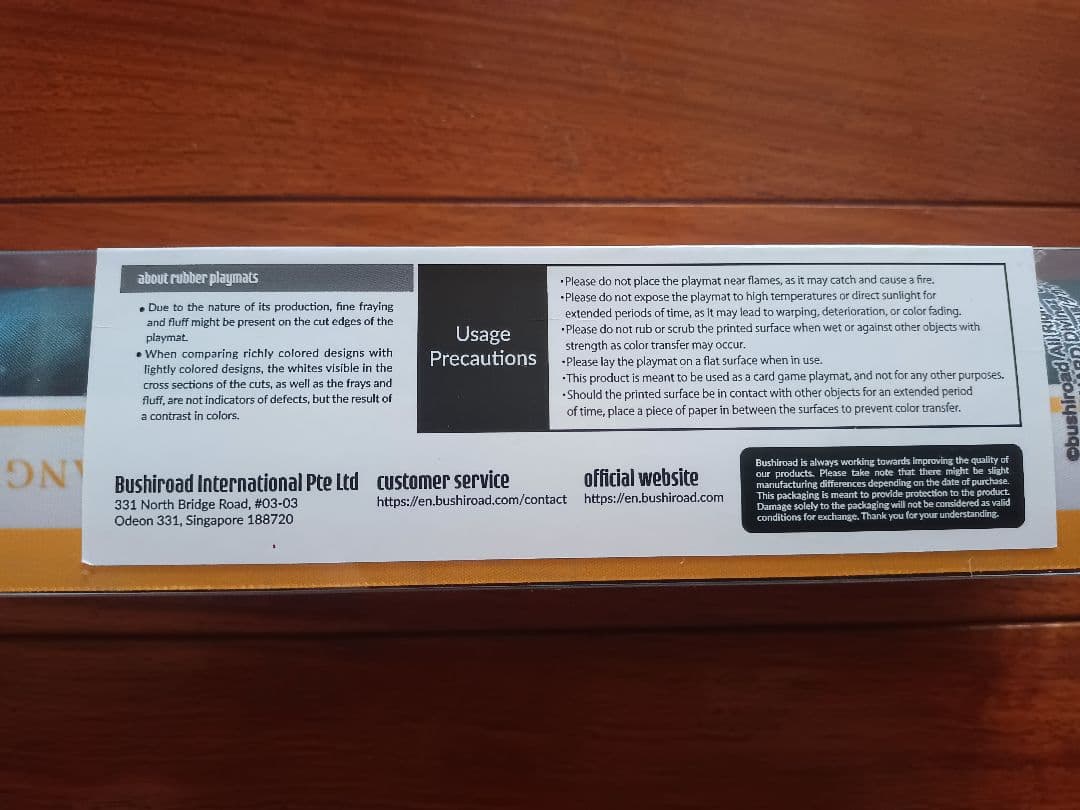 about rubber playmats
• Due to the nature of its production, fine fraying
and fluff might be present on the cut edges of the
playmat.
• When comparing richly colored designs with
lightly colored designs, the whites visible in the
cross sections of the cuts, as well as the frays and
fluff, are not indicators of defects, but the result of
a contrast in colors.
Usage
Precautions
•Please do not place the playmat near flames, as it may catch and cause a fire.
•Please do not expose the playmat to high temperatures or direct sunlight for
extended periods of time, as it may lead to warping, deterioration, or color fading.
•Please do not rub or scrub the printed surface when wet or against other objects with
strength as color transfer may occur.
•Please lay the playmat on a flat surface when in use.
•This product is meant to be used as a card game playmat, and not for any other purposes.
•Should the printed surface be in contact with other objects for an extended period
of time, place a piece of paper in between the surfaces to prevent color transfer.
Bushiroad International Pte Ltd
331 North Bridge Road, #03-03
Odeon 331, Singapore 188720
customer service
https://en.bushiroad.com/contact
official website
https://en.bushiroad.com
Bushiroad is always working towards improving the quality of
our products. Please take note that there might be slight
manufacturing differences depending on the date of purchase.
This packaging is meant to provide protection to the product.
Damage solely to the packaging will not be considered as valid
conditions for exchange. Thank you for your understanding.
©bushiroad